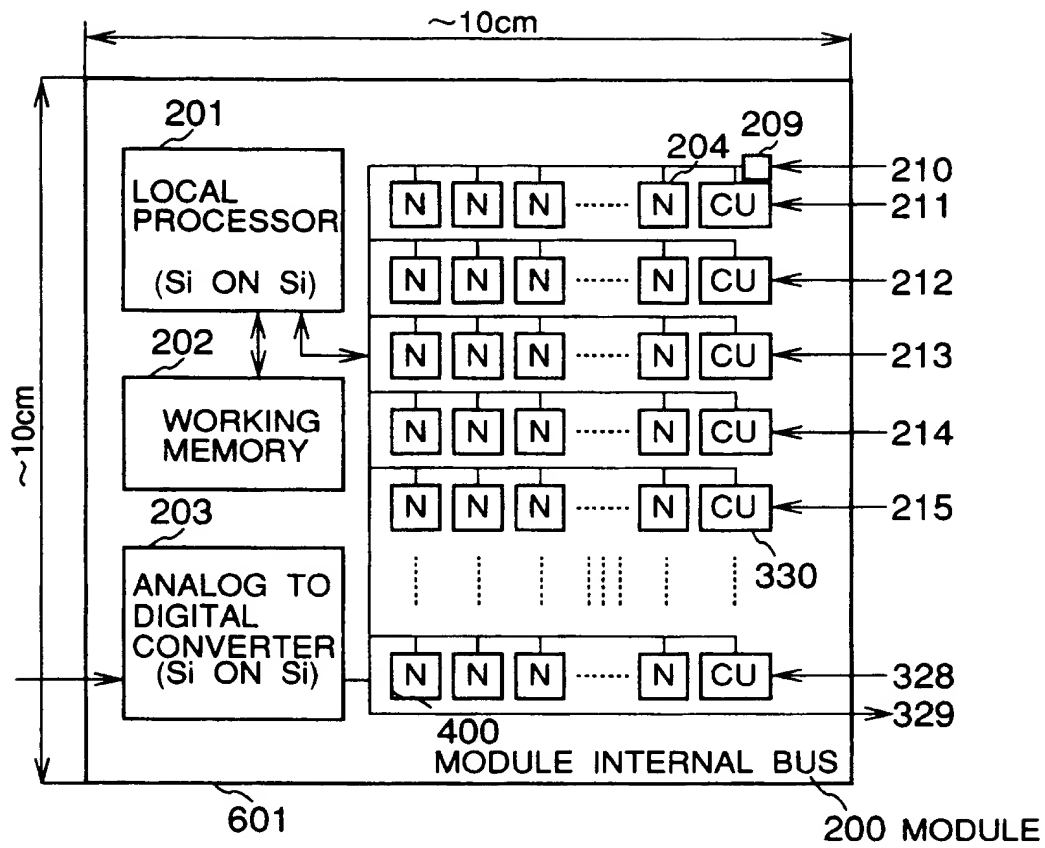 ~10cm
~10cm
201
LOCAL
PROCESSOR
(Si ON Si)
202
WORKING
MEMORY
203
ANALOG TO
DIGITAL
CONVERTER
(Si ON Si)
204
209
210
N N N N CU 211
N N N N CU 212
N N N N CU 213
N N N N CU 214
N N N N CU 215
330
N N N N CU 328
329
400
MODULE INTERNAL BUS
601
200 MODULE